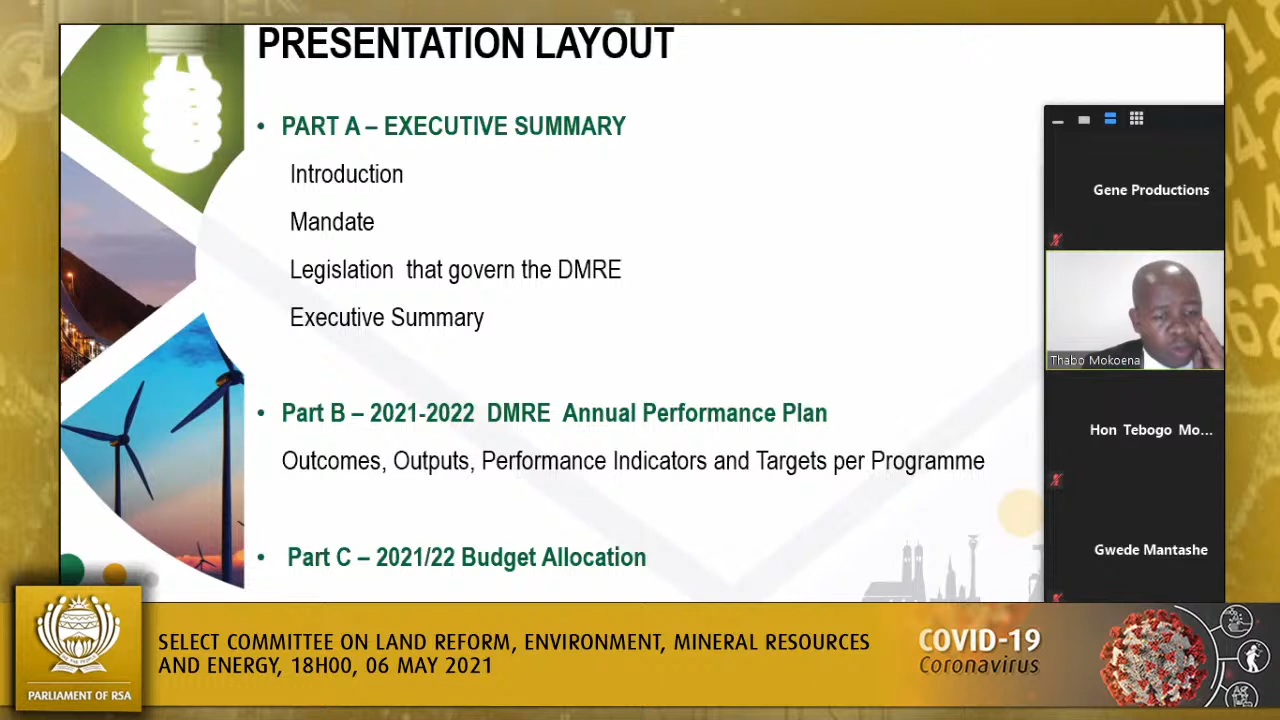 PRESENTATION LAYOUT
• PART A – EXECUTIVE SUMMARY
Introduction
Mandate
Legislation that govern the DMRE
Executive Summary
• Part B – 2021-2022 DMRE Annual Performance Plan
Outcomes, Outputs, Performance Indicators and Targets per Programme
• Part C – 2021/22 Budget Allocation
Gene Productions
Thabo Mokoena
Hon Tebogo Mo...
Gwede Mantashe
PARLIAMENT OF RSA
SELECT COMMITTEE ON LAND REFORM, ENVIRONMENT, MINERAL RESOURCES
AND ENERGY, 18H00, 06 MAY 2021
COVID-19
Coronavirus